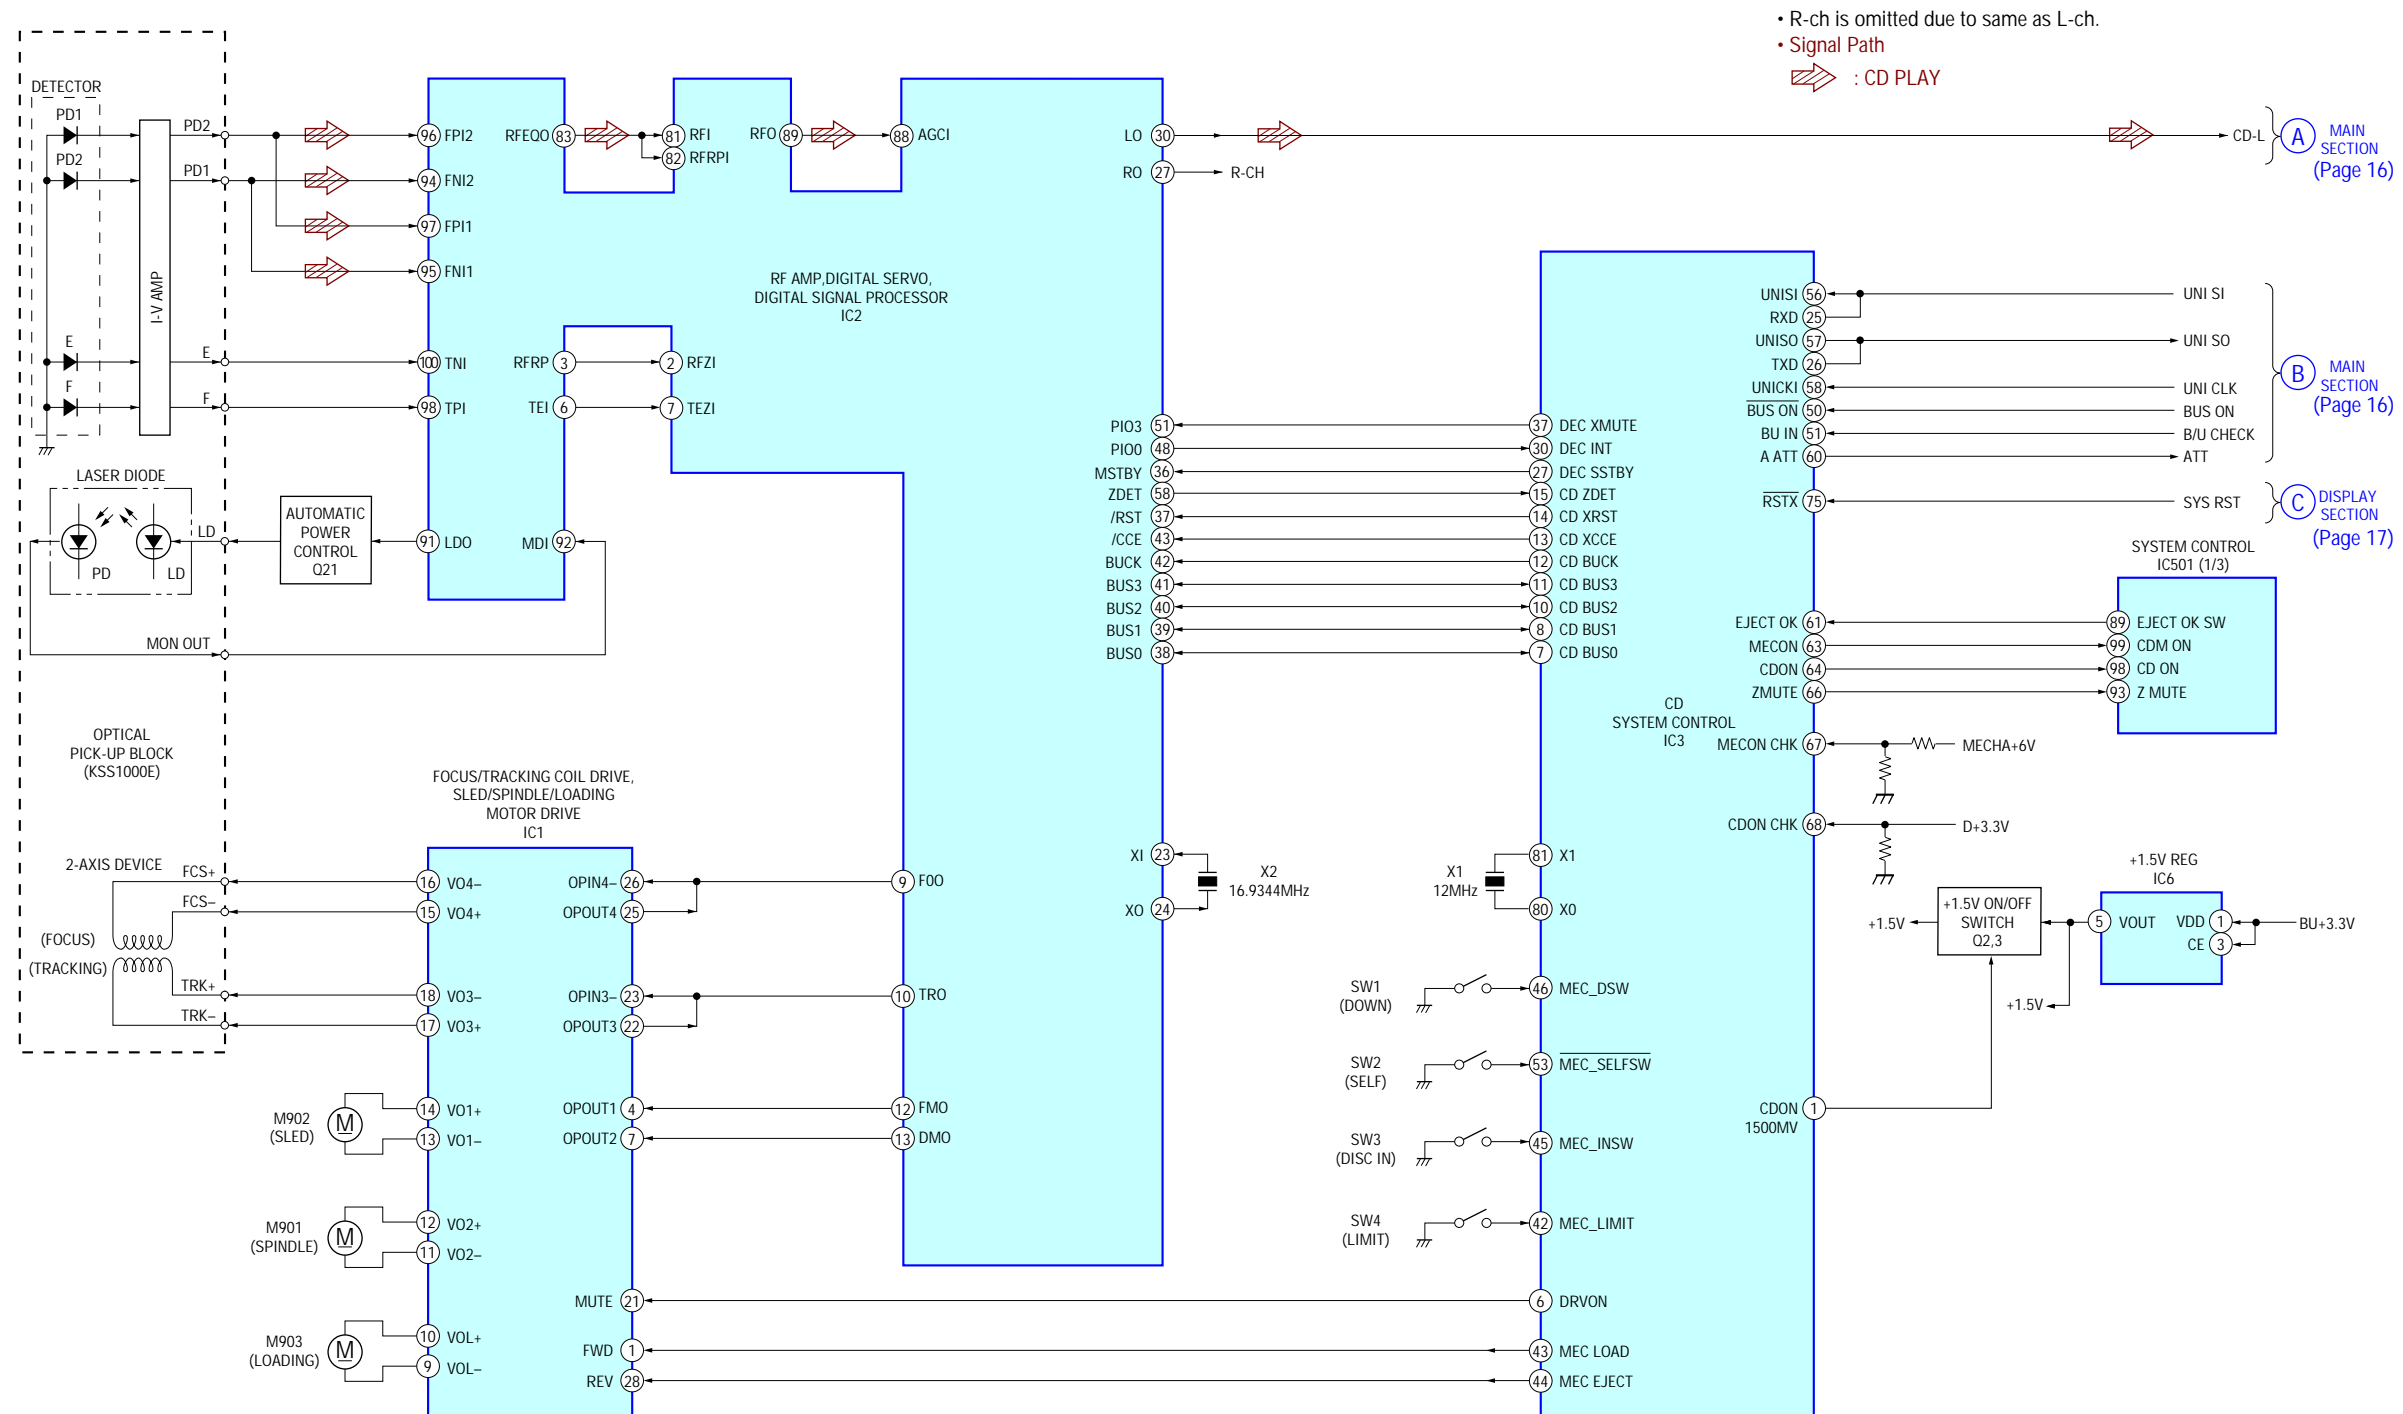 • R-ch is omitted due to same as L-ch.
• Signal Path
: CD PLAY
DETECTOR
PD1
PD2
E
F
I-V AMP
PD2
PD1
E
F
LASER DIODE
PD
LD
LD
MON OUT
AUTOMATIC
POWER
CONTROL
Q21
OPTICAL
PICK-UP BLOCK
(KSS1000E)
2-AXIS DEVICE
(FOCUS)
(TRACKING)
FCS+
FCS–
TRK+
TRK–
96 FPI2
94 FNI2
97 FPI1
95 FNI1
100 TNI
98 TPI
91 LDO
RFEQO 83
81 RFI
82 RFRPI
RFO 89
88 AGCI
RFRP 3
2 RFZI
TEI 6
7 TEZI
MDI 92
RF AMP,DIGITAL SERVO,
DIGITAL SIGNAL PROCESSOR
IC2
LO 30
RO 27
R-CH
CD-L
A
MAIN
SECTION
(Page 16)
PIO3 51
PIO0 48
MSTBY 36
ZDET 58
/RST 37
/CCE 43
BUCK 42
BUS3 41
BUS2 40
BUS1 39
BUS0 38
XI 23
XO 24
X2
16.9344MHz
9 F0O
10 TRO
12 FMO
13 DMO
FOCUS/TRACKING COIL DRIVE,
SLED/SPINDLE/LOADING
MOTOR DRIVE
IC1
16 VO4–
15 VO4+
18 VO3–
17 VO3+
14 VO1+
13 VO1–
12 VO2+
11 VO2–
10 VOL+
9 VOL–
OPIN4– 26
OPOUT4 25
OPIN3– 23
OPOUT3 22
OPOUT1 4
OPOUT2 7
MUTE 21
FWD 1
REV 28
M902
(SLED)
M
M901
(SPINDLE)
M
M903
(LOADING)
M
37 DEC XMUTE
30 DEC INT
27 DEC SSTBY
15 CD ZDET
14 CD XRST
13 CD XCCE
12 CD BUCK
11 CD BUS3
10 CD BUS2
8 CD BUS1
7 CD BUS0
81 X1
80 X0
X1
12MHz
SW1
(DOWN)
46 MEC_DSW
SW2
(SELF)
53 MEC_SELFSW
SW3
(DISC IN)
45 MEC_INSW
SW4
(LIMIT)
42 MEC_LIMIT
6 DRVON
43 MEC LOAD
44 MEC EJECT
CD
SYSTEM CONTROL
IC3
UNISI 56
RXD 25
UNISO 57
TXD 26
UNICKI 58
BUS ON 50
BU IN 51
A ATT 60
RSTX 75
EJECT OK 61
MECON 63
CDON 64
ZMUTE 66
MECON CHK 67
CDON CHK 68
CDON 1
1500MV
UNI SI
UNI SO
UNI CLK
BUS ON
B/U CHECK
ATT
B
MAIN
SECTION
(Page 16)
SYS RST
C
DISPLAY
SECTION
(Page 17)
SYSTEM CONTROL
IC501 (1/3)
89 EJECT OK SW
99 CDM ON
98 CD ON
93 Z MUTE
MECHA+6V
D+3.3V
+1.5V REG
IC6
5 VOUT
VDD 1
CE 3
BU+3.3V
+1.5V ON/OFF
SWITCH
Q2,3
+1.5V
+1.5V